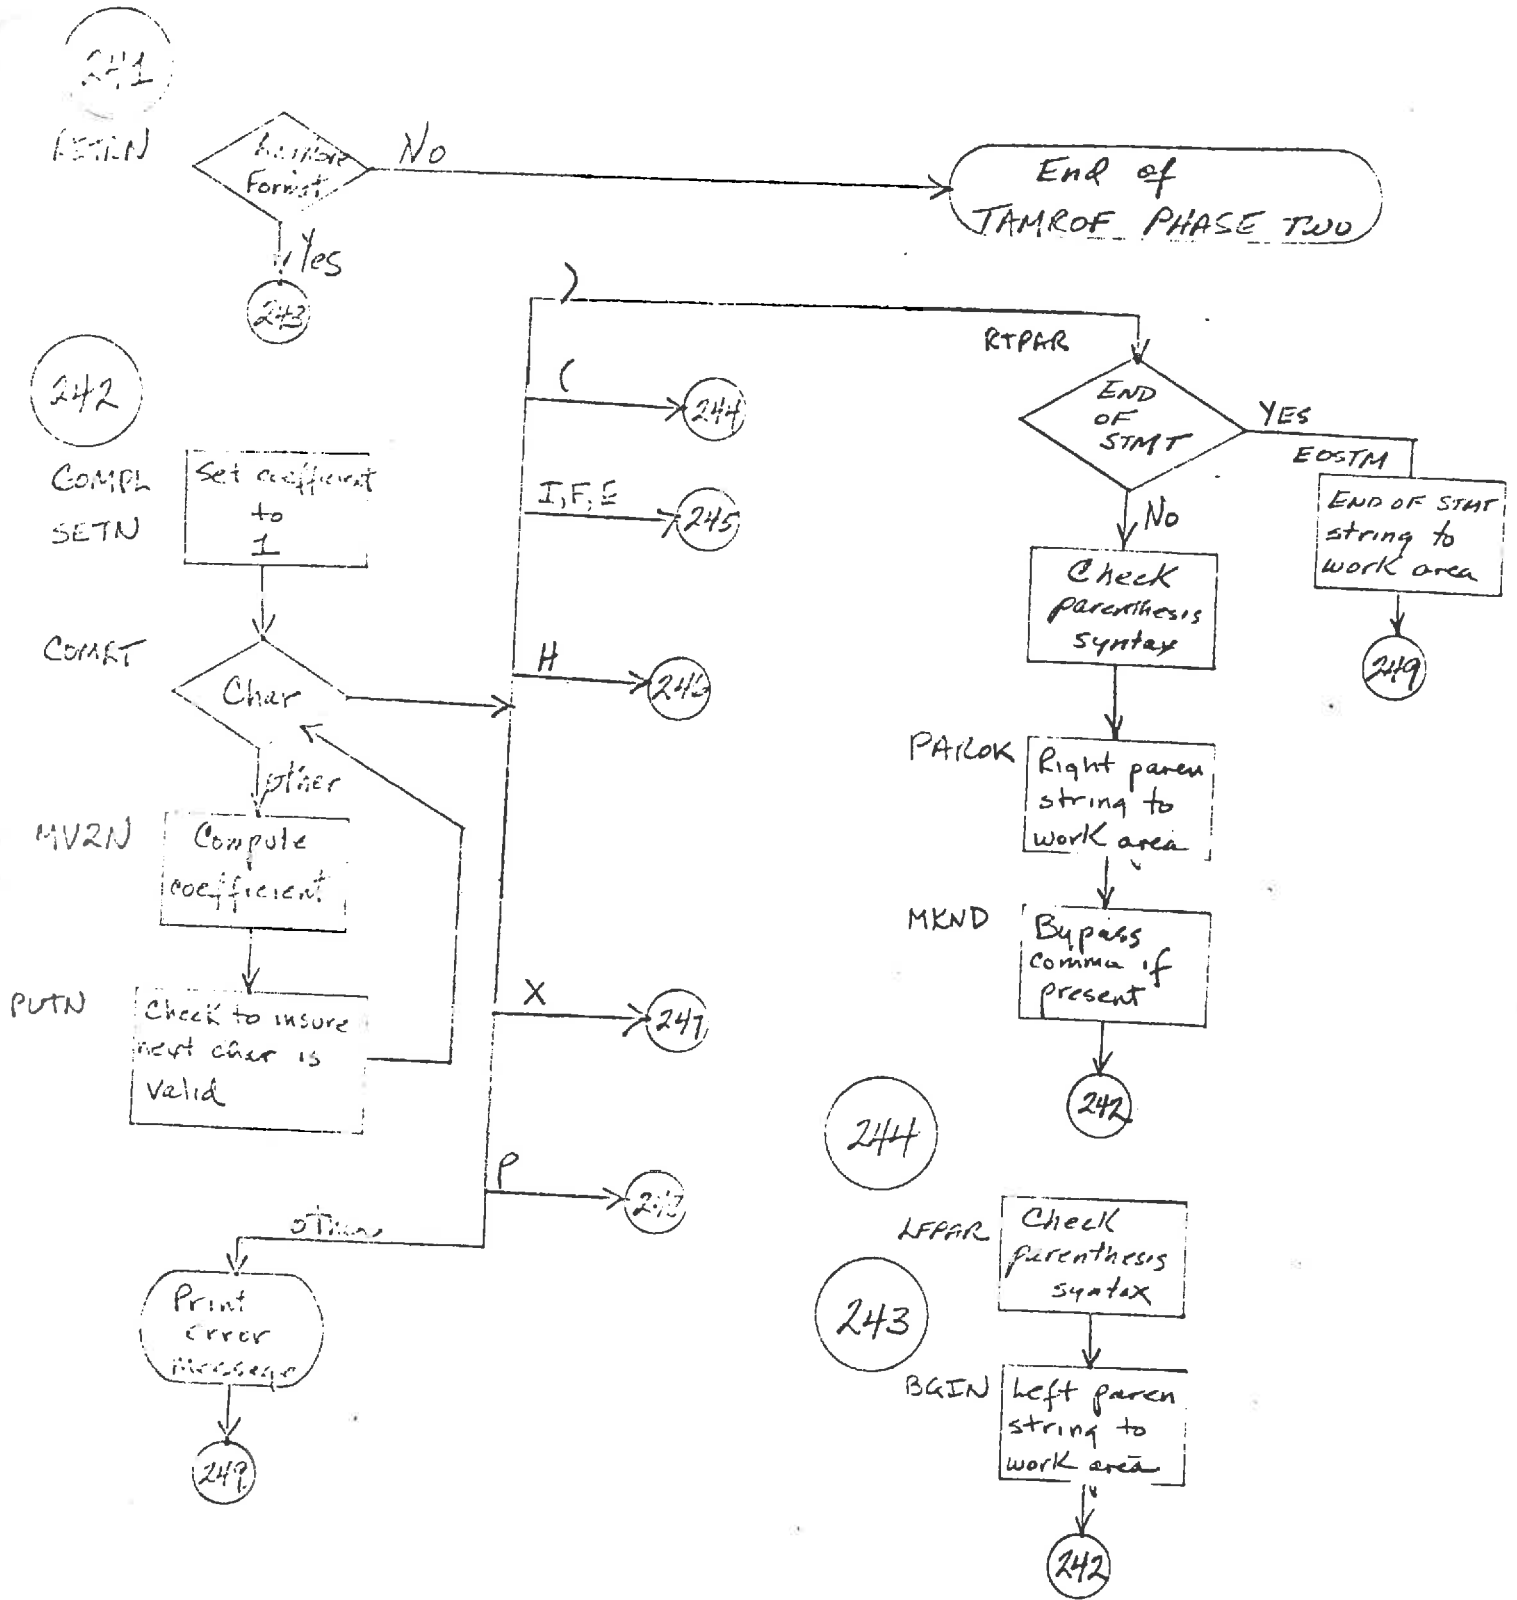 241
RETRN
Format
No
Yes
243
End of
TAMROF PHASE TWO
242
COMPL
SETN
Set coefficient
to
1
Char
other
MV2N
Compute
coefficient
PUTN
Check to insure
next char is
valid
)
(
244
I, F, E
245
H
246
X
247
P
other
Print
error
message
249
RTPAR
END
OF
STMT
YES
EOSTM
END OF STMT
string to
work area
249
No
Check
parenthesis
syntax
PAROK
Right paren
string to
work area
MKND
Bypass
comma if
present
242
244
LFPAR
Check
parenthesis
syntax
243
BGIN
Left paren
string to
work area
242